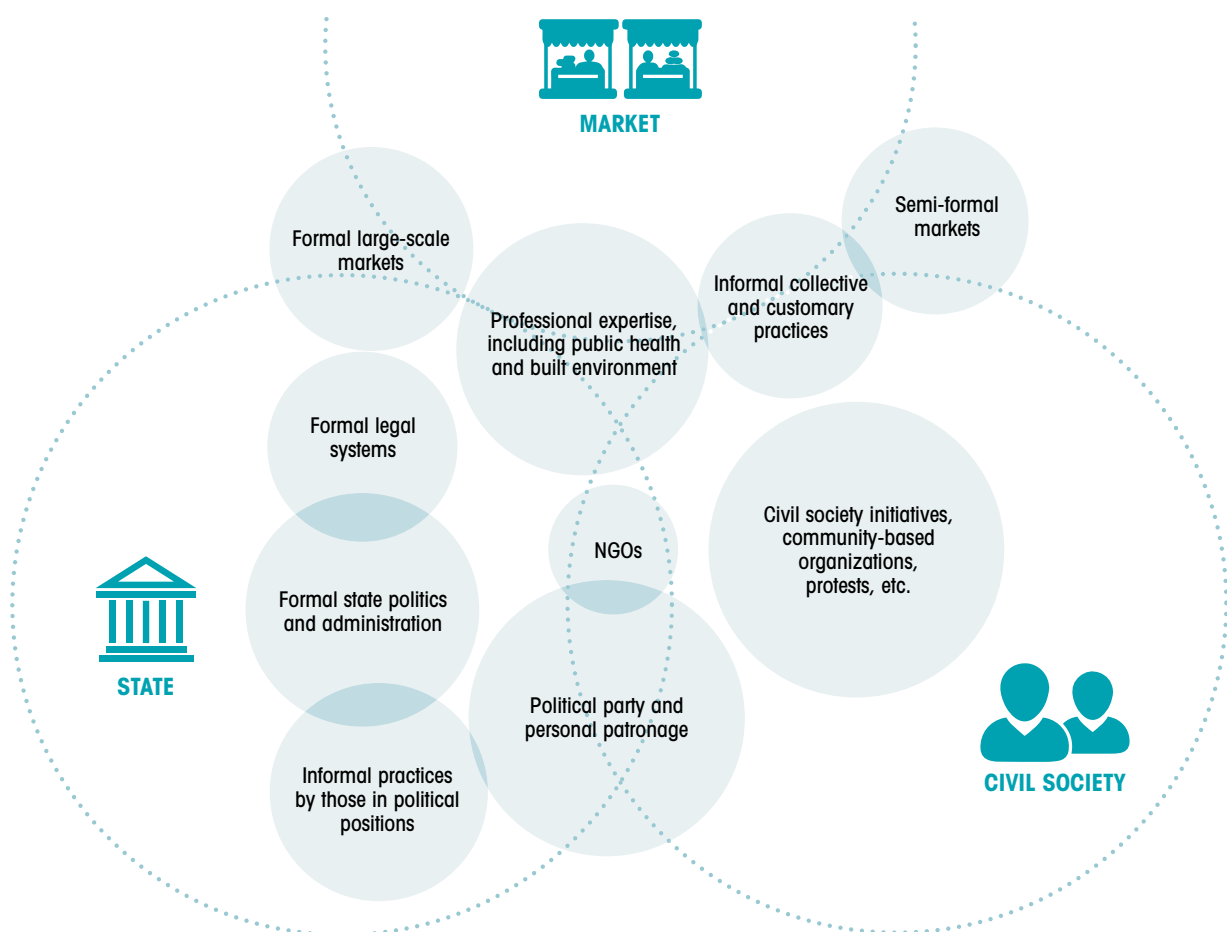 MARKET
Semi-formal
markets
Formal large-scale
markets
Informal collective
and customary
practices
Professional expertise,
including public health
and built environment
Formal legal
systems
Civil society initiatives,
community-based
organizations,
protests, etc.
NGOs
Formal state politics
and administration
STATE
Political party and
personal patronage
Informal practices
by those in political
positions
CIVIL SOCIETY